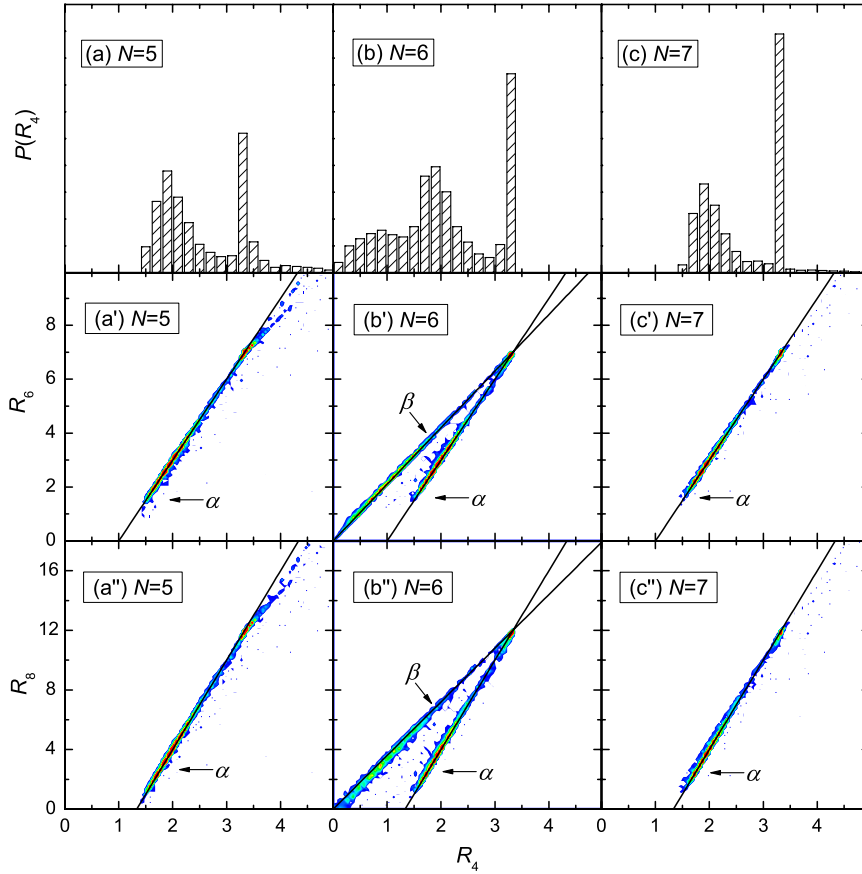 (a) N=5
(b) N=6
(c) N=7
P(R4)
(a') N=5
(b') N=6
(c') N=7
8
6
4
2
0
R6
β
α
α
α
(a'') N=5
(b'') N=6
(c'') N=7
16
12
8
4
0
R8
β
α
α
α
0 1 2 3 4 0 1 2 3 4 0 1 2 3 4
R4